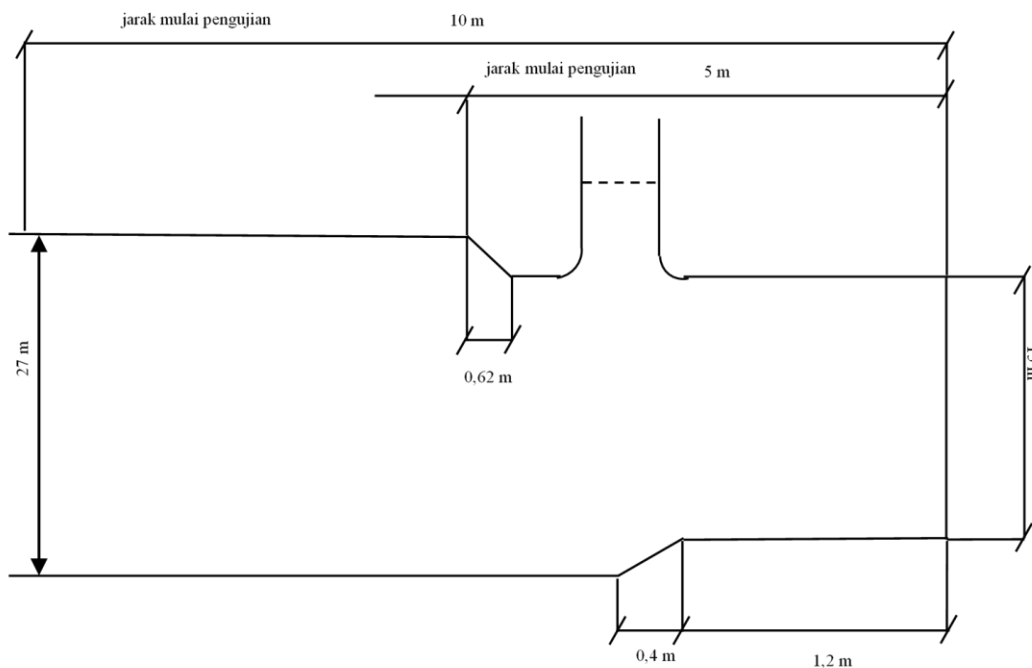 jarak mulai pengujian 10 m
jarak mulai pengujian 5 m
27 m
0,62 m
0,4 m
1,2 m